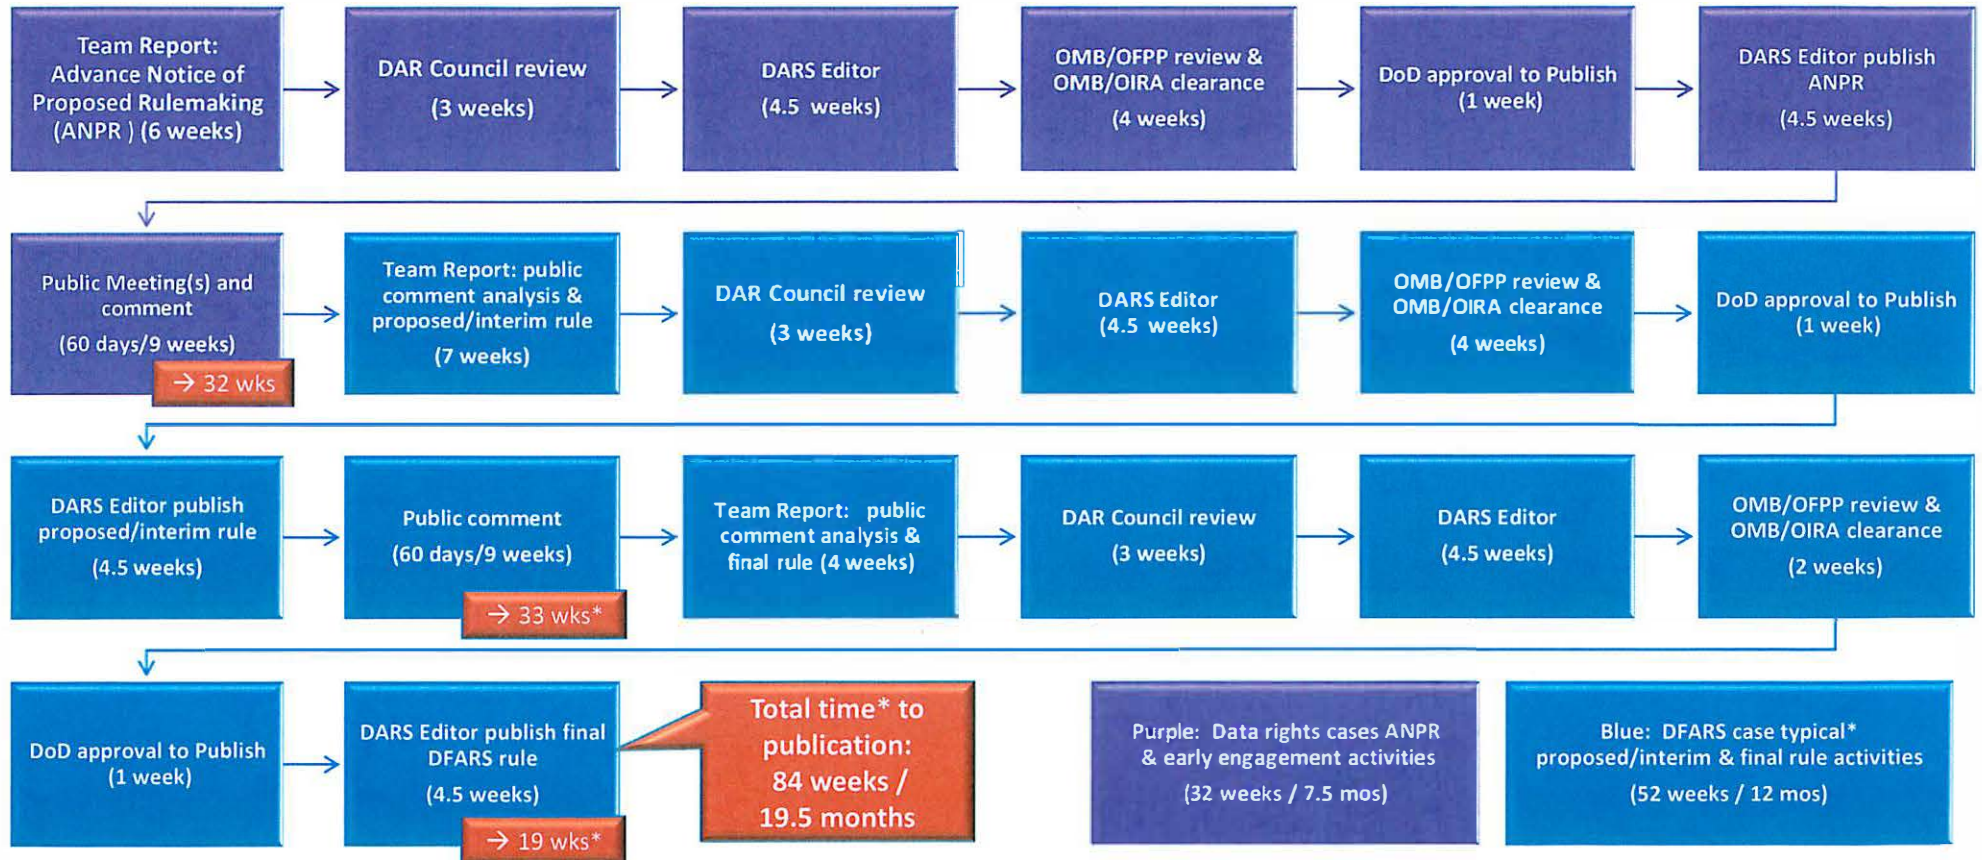 Team Report:
Advance Notice of
Proposed Rulemaking
(ANPR ) (6 weeks)
DAR Council review
(3 weeks)
DARS Editor
(4.5 weeks)
OMB/OFPP review &
OMB/OIRA clearance
(4 weeks)
DoD approval to Publish
(1 week)
DARS Editor publish
ANPR
(4.5 weeks)
Public Meeting(s) and
comment
(60 days/9 weeks)
→ 32 wks
Team Report: public
comment analysis &
proposed/interim rule
(7 weeks)
DAR Council review
(3 weeks)
DARS Editor
(4.5 weeks)
OMB/OFPP review &
OMB/OIRA clearance
(4 weeks)
DoD approval to Publish
(1 week)
DARS Editor publish
proposed/interim rule
(4.5 weeks)
Public comment
(60 days/9 weeks)
→ 33 wks*
Team Report: public
comment analysis &
final rule (4 weeks)
DAR Council review
(3 weeks)
DARS Editor
(4.5 weeks)
OMB/OFPP review &
OMB/OIRA clearance
(2 weeks)
DoD approval to Publish
(1 week)
DARS Editor publish final
DFARS rule
(4.5 weeks)
→ 19 wks*
Total time* to
publication:
84 weeks /
19.5 months
Purple: Data rights cases ANPR
& early engagement activities
(32 weeks / 7.5 mos)
Blue: DFARS case typical*
proposed/interim & final rule activities
(52 weeks / 12 mos)